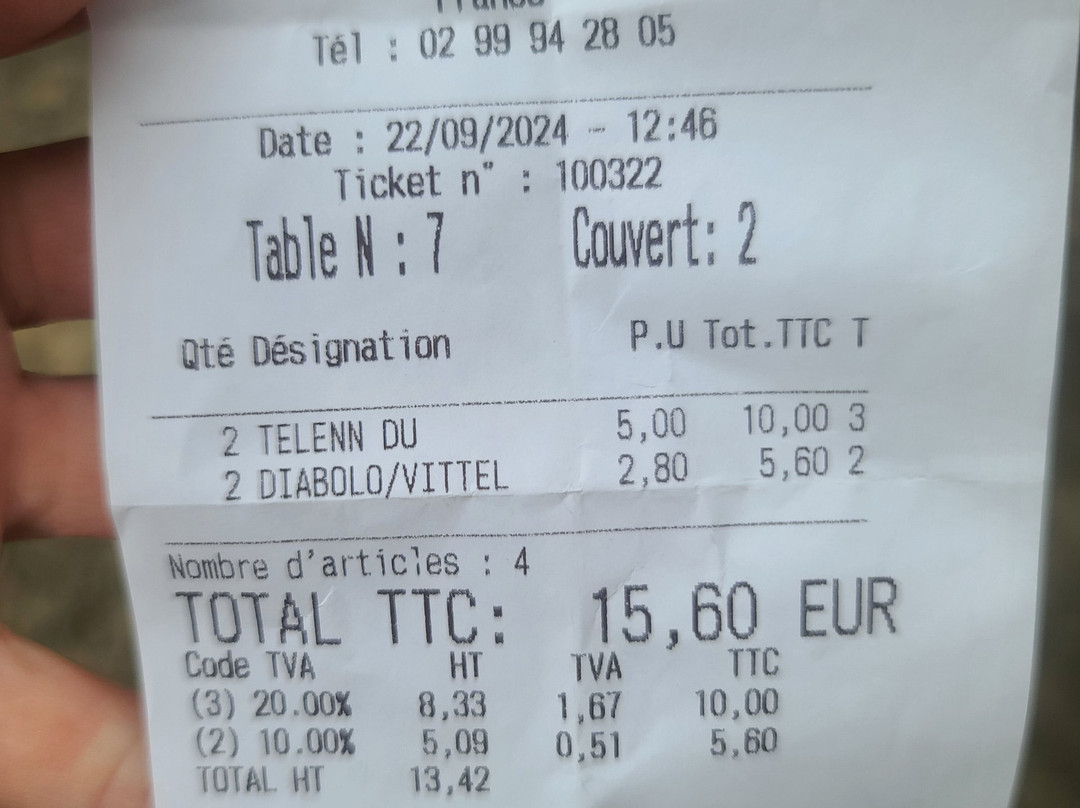 France
Tél : 02 99 94 28 05
Date : 22/09/2024 - 12:46
Ticket n° : 100322
Table N : 7 Couvert: 2
Qté Désignation P.U Tot.TTC T
2 TELENN DU 5,00 10,00 3
2 DIABOLO/VITTEL 2,80 5,60 2
Nombre d'articles : 4
TOTAL TTC: 15,60 EUR
Code TVA HT TVA TTC
(3) 20.00% 8,33 1,67 10,00
(2) 10.00% 5,09 0,51 5,60
TOTAL HT 13,42